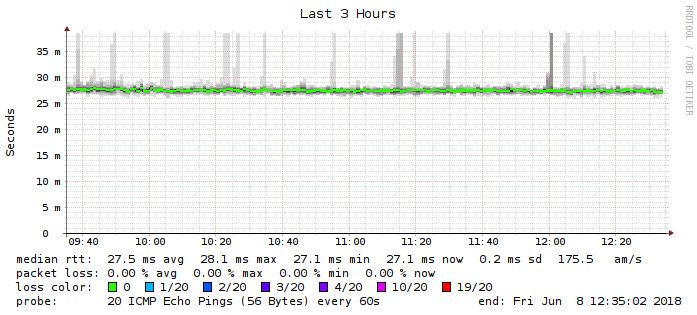 Last 3 Hours
RRDTOOL / TOBI OETIKER
Seconds
35 m
30 m
25 m
20 m
15 m
10 m
5 m
0
09:40 10:00 10:20 10:40 11:00 11:20 11:40 12:00 12:20
median rtt: 27.5 ms avg 28.1 ms max 27.1 ms min 27.1 ms now 0.2 ms sd 175.5 am/s
packet loss: 0.00 % avg 0.00 % max 0.00 % min 0.00 % now
loss color: 0 1/20 2/20 3/20 4/20 10/20 19/20
probe: 20 ICMP Echo Pings (56 Bytes) every 60s end: Fri Jun 8 12:35:02 2018